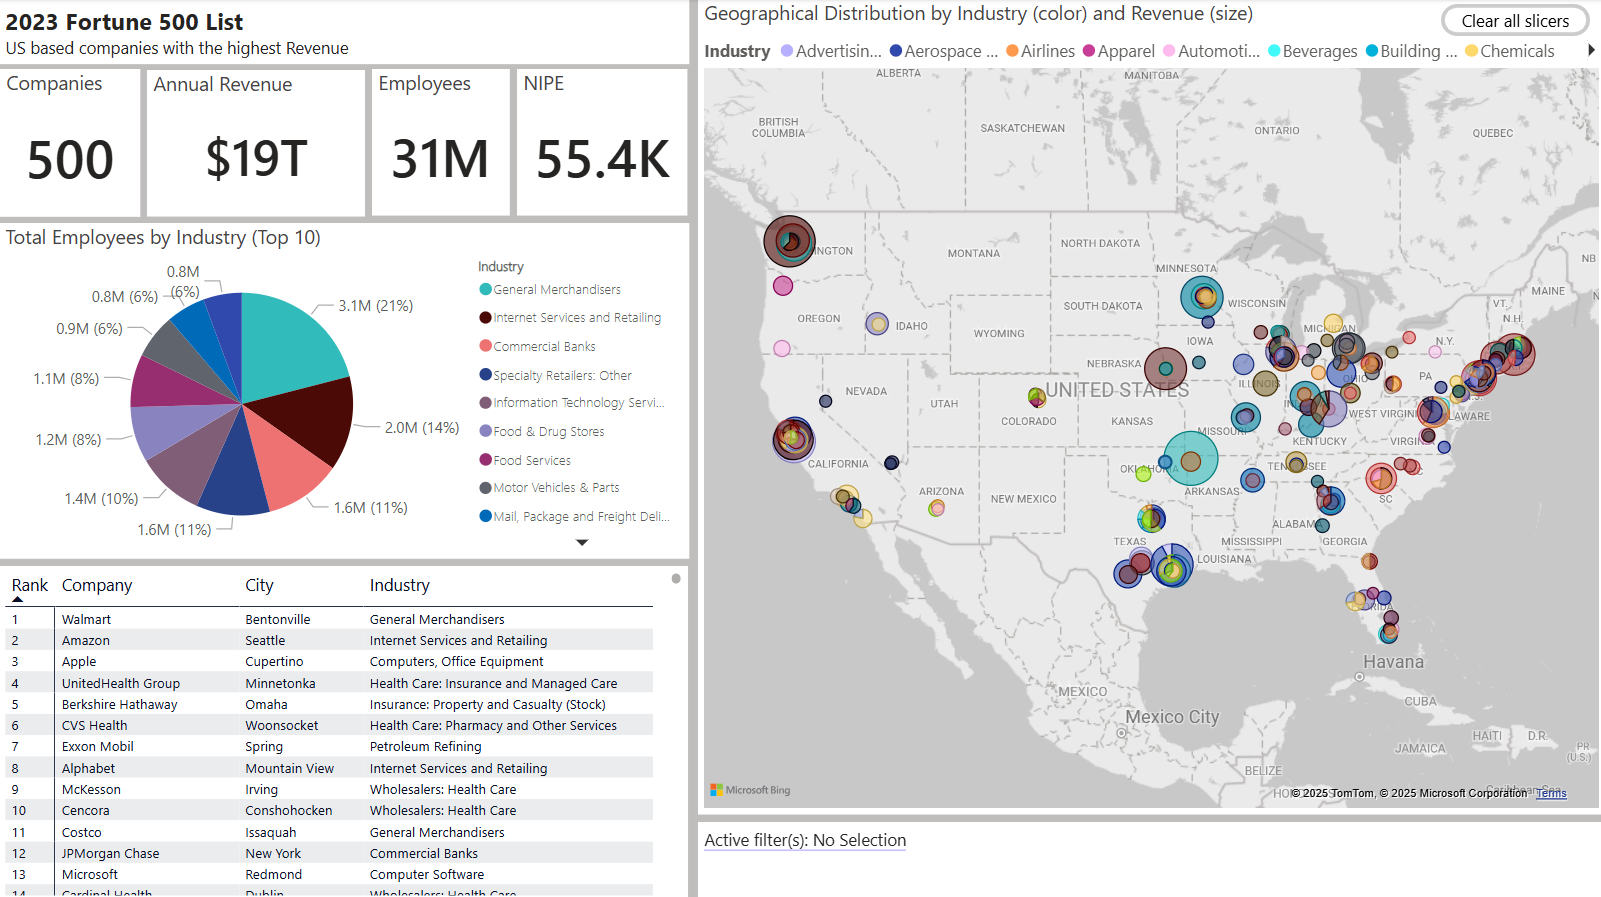 2023 Fortune 500 List
US based companies with the highest Revenue
Companies
500
Annual Revenue
$19T
Employees
31M
NIPE
55.4K
Total Employees by Industry (Top 10)
3.1M (21%)
2.0M (14%)
1.6M (11%)
1.6M (11%)
1.4M (10%)
1.2M (8%)
1.1M (8%)
0.9M (6%)
0.8M (6%)
0.8M
(6%)
Industry
General Merchandisers
Internet Services and Retailing
Commercial Banks
Specialty Retailers: Other
Information Technology Servi...
Food & Drug Stores
Food Services
Motor Vehicles & Parts
Mail, Package and Freight Deli...
Rank Company City Industry
1 Walmart Bentonville General Merchandisers
2 Amazon Seattle Internet Services and Retailing
3 Apple Cupertino Computers, Office Equipment
4 UnitedHealth Group Minnetonka Health Care: Insurance and Managed Care
5 Berkshire Hathaway Omaha Insurance: Property and Casualty (Stock)
6 CVS Health Woonsocket Health Care: Pharmacy and Other Services
7 Exxon Mobil Spring Petroleum Refining
8 Alphabet Mountain View Internet Services and Retailing
9 McKesson Irving Wholesalers: Health Care
10 Cencora Conshohocken Wholesalers: Health Care
11 Costco Issaquah General Merchandisers
12 JPMorgan Chase New York Commercial Banks
13 Microsoft Redmond Computer Software
14 Cardinal Health Dublin Wholesalers: Health Care
Geographical Distribution by Industry (color) and Revenue (size)
Clear all slicers
Industry Advertisin... Aerospace ... Airlines Apparel Automoti... Beverages Building ... Chemicals
ALBERTA
MANITOBA
BRITISH
COLUMBIA
SASKATCHEWAN
ONTARIO
QUEBEC
NB
MAINE
NORTH DAKOTA
MONTANA
MINNESOTA
SOUTH DAKOTA
WISCONSIN
VT.
N.H.
OREGON
IDAHO
WYOMING
MICHIGAN
IOWA
N.Y.
NEBRASKA
UNITED STATES
ILLINOIS
OHIO
PA
NEVADA
UTAH
COLORADO
KANSAS
MISSOURI
WEST VIRGIN
LAWARE
KENTUCKY
VIRGIN
CALIFORNIA
TENNESSEE
ARIZONA
NEW MEXICO
ARKANSAS
SC
ALABAMA
TEXAS
MISSISSIPPI
GEORGIA
LOUISIANA
Havana
MEXICO
CUBA
Mexico City
HAITI
D.R.
JAMAICA
PR
(U.S.)
BELIZE
Microsoft Bing
© 2025 TomTom, © 2025 Microsoft Corporation Terms
Active filter(s): No Selection